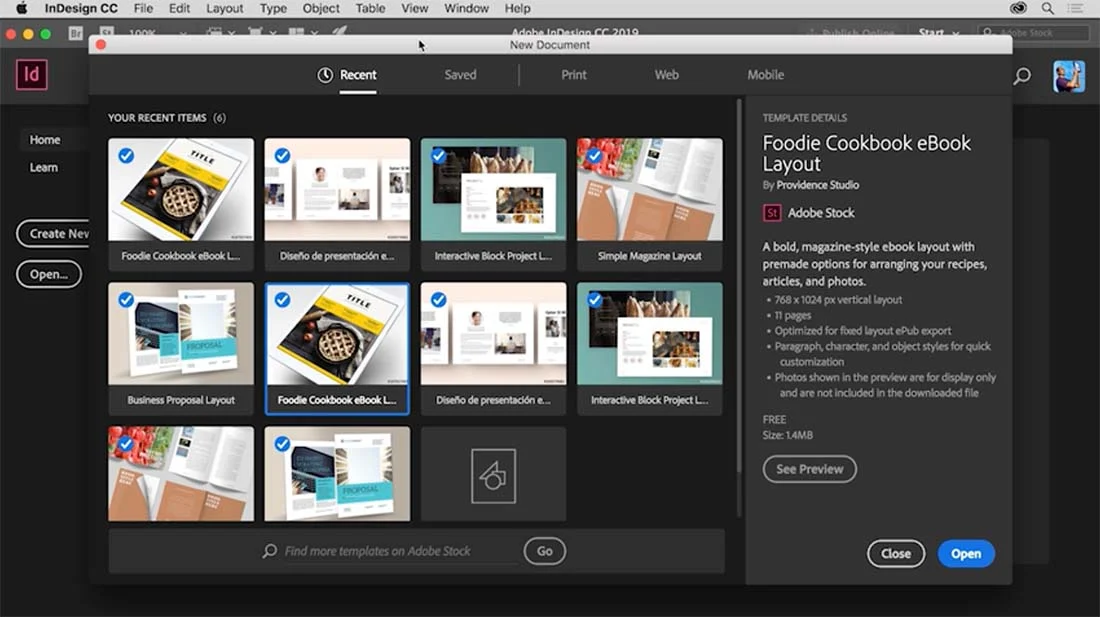 InDesign CC File Edit Layout Type Object Table View Window Help
Br St 100% Adobe InDesign CC 2019 Publish Online Start Adobe Stock
New Document
Id
Recent Saved Print Web Mobile
Home
Learn
Create New
Open...
YOUR RECENT ITEMS (6)
TITLE
Foodie Cookbook eBook L...
Diseño de presentación e...
Interactive Block Project L...
Simple Magazine Layout
PROPOSAL
Business Proposal Layout
TITLE
Foodie Cookbook eBook L...
Diseño de presentación e...
Interactive Block Project L...
PROPOSAL
Find more templates on Adobe Stock
Go
TEMPLATE DETAILS
Foodie Cookbook eBook
Layout
By Providence Studio
St Adobe Stock
A bold, magazine-style ebook layout with
premade options for arranging your recipes,
articles, and photos.
• 768 x 1024 px vertical layout
• 11 pages
• Optimized for fixed layout ePub export
• Paragraph, character, and object styles for quick
customization
• Photos shown in the preview are for display only
and are not included in the downloaded file
FREE
Size: 1.4MB
See Preview
Close
Open